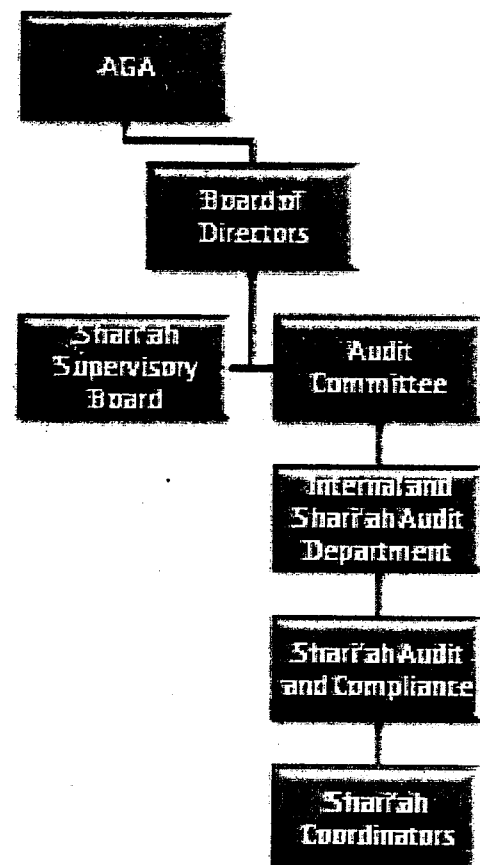 AGA
Board of
Directors
Shari'ah
Supervisory
Board
Audit
Committee
Internal and
Shari'ah Audit
Department
Shari'ah Audit
and Compliance
Shari'ah
Coordinators